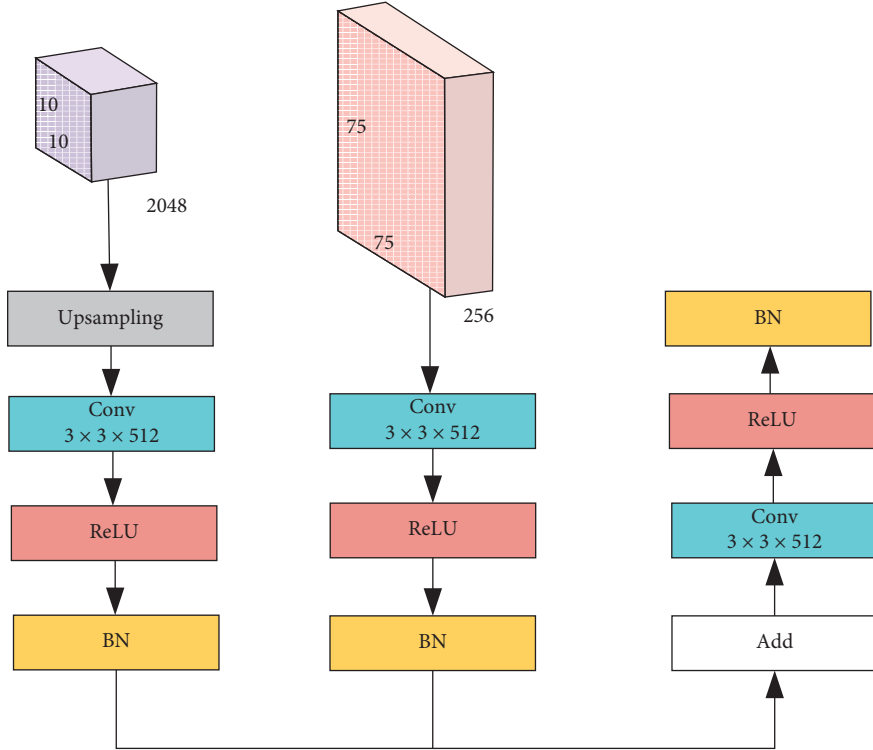 10
10
2048
Upsampling
Conv
3 × 3 × 512
ReLU
BN
75
75
256
Conv
3 × 3 × 512
ReLU
BN
BN
ReLU
Conv
3 × 3 × 512
Add